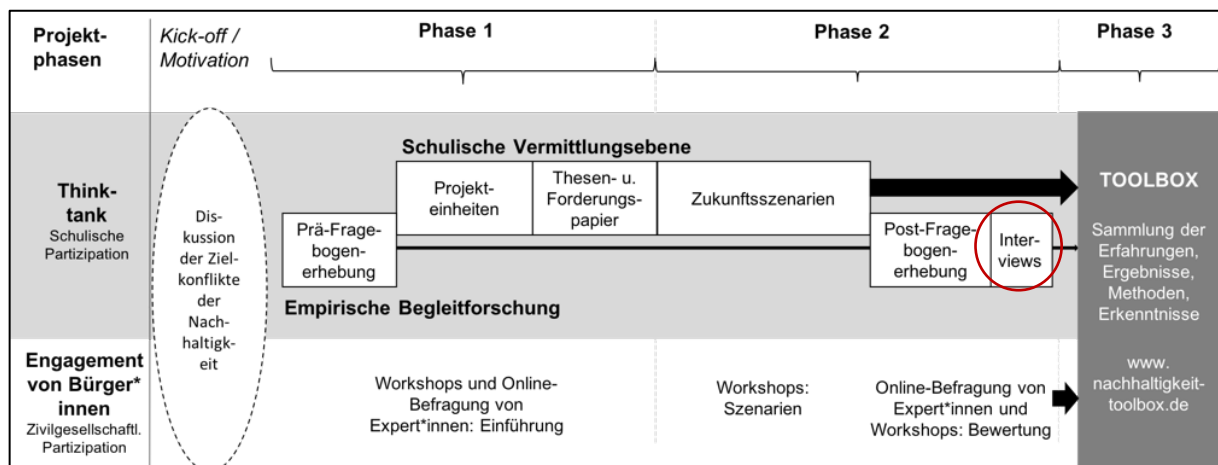 Projekt-
phasen
Kick-off /
Motivation
Phase 1
Phase 2
Phase 3
Think-
tank
Schulische
Partizipation
Dis-
kussion
der Ziel-
konflikte
der
Nach-
haltigk-
eit
Schulische Vermittlungsebene
Projekt-
einheiten
Thesen- u.
Forderungs-
papier
Zukunftsszenarien
Prä-Frage-
bogen-
erhebung
Post-Frage-
bogen-
erhebung
Inter-
views
Empirische Begleitforschung
TOOLBOX
Sammlung der
Erfahrungen,
Ergebnisse,
Methoden,
Erkenntnisse
www.
nachhaltigkeit-
toolbox.de
Engagement
von Bürger*
innen
Zivilgesellschaftl.
Partizipation
Workshops und Online-
Befragung von
Expert*innen: Einführung
Workshops:
Szenarien
Online-Befragung von
Expert*innen und
Workshops: Bewertung